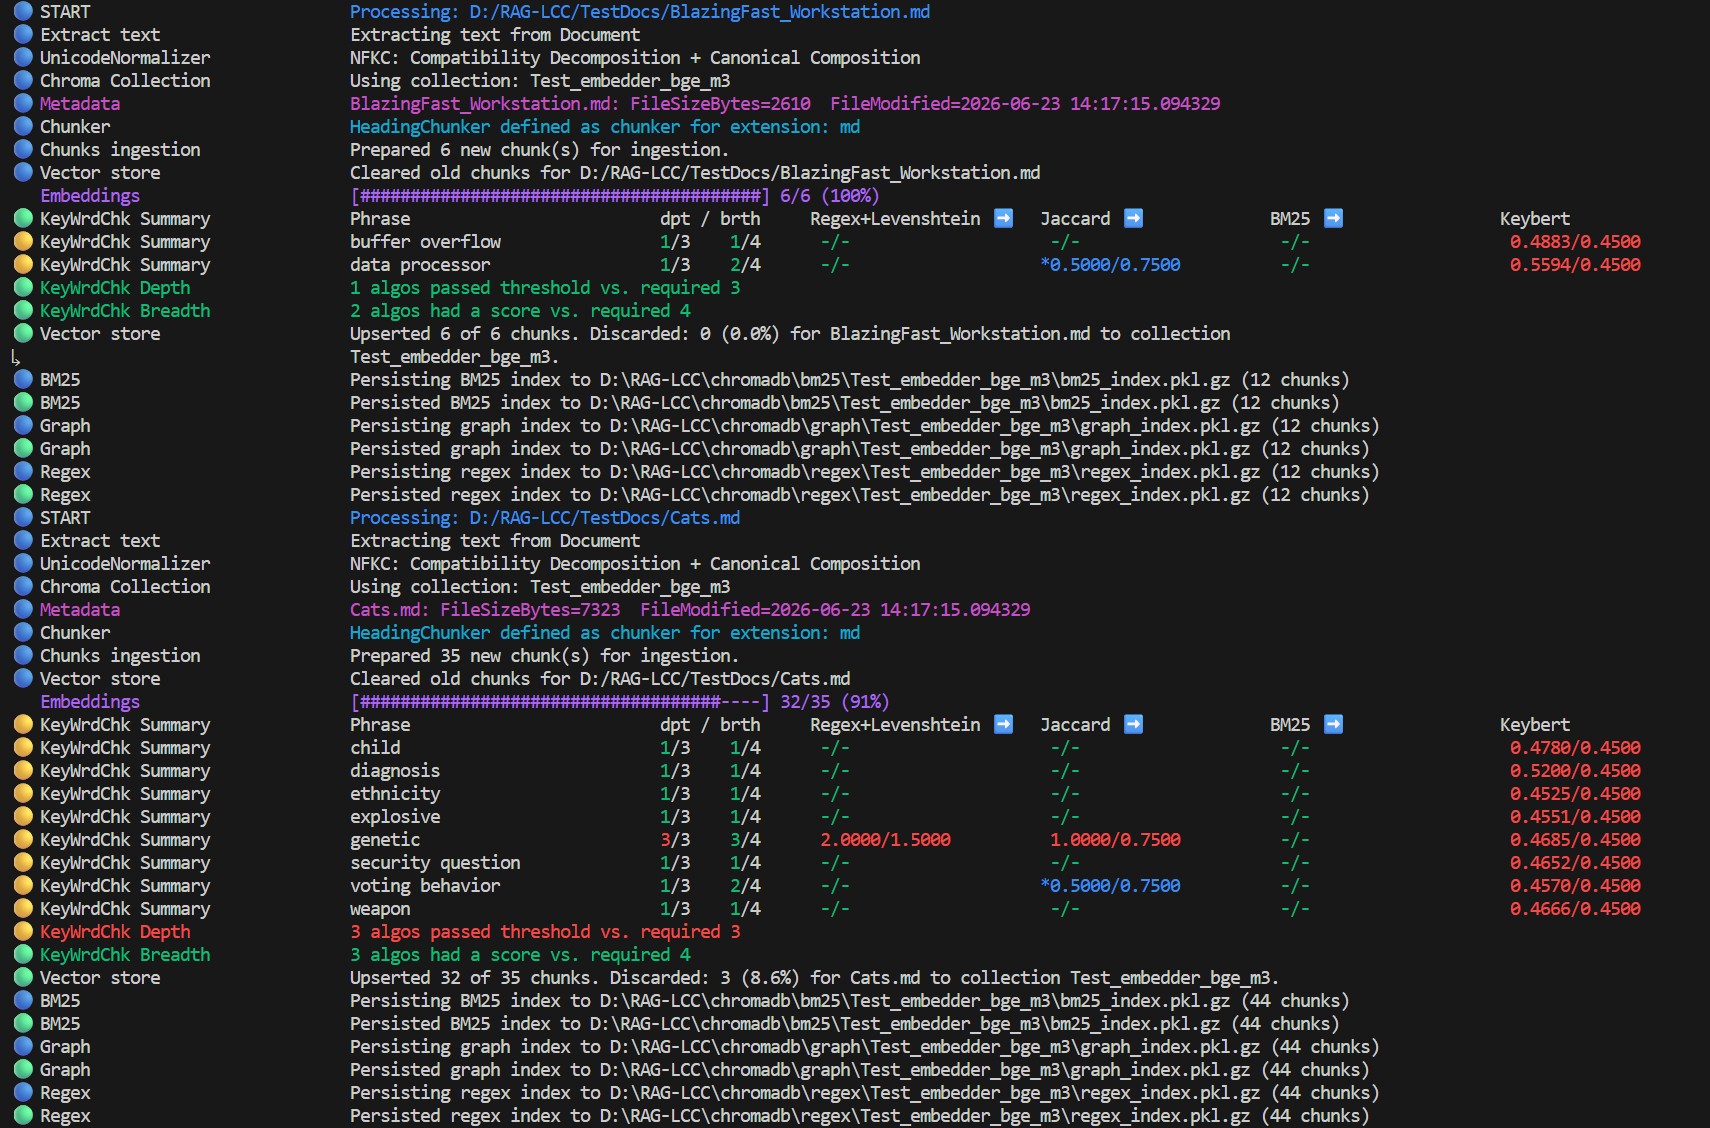 START Processing: D:/RAG-LCC/TestDocs/BlazingFast_Workstation.md
Extract text Extracting text from Document
UnicodeNormalizer NFKC: Compatibility Decomposition + Canonical Composition
Chroma Collection Using collection: Test_embedder_bge_m3
Metadata BlazingFast_Workstation.md: FileSizeBytes=2610 FileModified=2026-06-23 14:17:15.094329
Chunker HeadingChunker defined as chunker for extension: md
Chunks ingestion Prepared 6 new chunk(s) for ingestion.
Vector store Cleared old chunks for D:/RAG-LCC/TestDocs/BlazingFast_Workstation.md
Embeddings [########################################] 6/6 (100%)
KeyWrdChk Summary Phrase dpt / brth Regex+Levenshtein ➡ Jaccard ➡ BM25 ➡ Keybert
KeyWrdChk Summary buffer overflow 1/3 1/4 -/- -/- -/- 0.4883/0.4500
KeyWrdChk Summary data processor 1/3 2/4 -/- *0.5000/0.7500 -/- 0.5594/0.4500
KeyWrdChk Depth 1 algos passed threshold vs. required 3
KeyWrdChk Breadth 2 algos had a score vs. required 4
Vector store Upserted 6 of 6 chunks. Discarded: 0 (0.0%) for BlazingFast_Workstation.md to collection
↳ Test_embedder_bge_m3.
BM25 Persisting BM25 index to D:\RAG-LCC\chromadb\bm25\Test_embedder_bge_m3\bm25_index.pkl.gz (12 chunks)
BM25 Persisted BM25 index to D:\RAG-LCC\chromadb\bm25\Test_embedder_bge_m3\bm25_index.pkl.gz (12 chunks)
Graph Persisting graph index to D:\RAG-LCC\chromadb\graph\Test_embedder_bge_m3\graph_index.pkl.gz (12 chunks)
Graph Persisted graph index to D:\RAG-LCC\chromadb\graph\Test_embedder_bge_m3\graph_index.pkl.gz (12 chunks)
Regex Persisting regex index to D:\RAG-LCC\chromadb\regex\Test_embedder_bge_m3\regex_index.pkl.gz (12 chunks)
Regex Persisted regex index to D:\RAG-LCC\chromadb\regex\Test_embedder_bge_m3\regex_index.pkl.gz (12 chunks)
START Processing: D:/RAG-LCC/TestDocs/Cats.md
Extract text Extracting text from Document
UnicodeNormalizer NFKC: Compatibility Decomposition + Canonical Composition
Chroma Collection Using collection: Test_embedder_bge_m3
Metadata Cats.md: FileSizeBytes=7323 FileModified=2026-06-23 14:17:15.094329
Chunker HeadingChunker defined as chunker for extension: md
Chunks ingestion Prepared 35 new chunk(s) for ingestion.
Vector store Cleared old chunks for D:/RAG-LCC/TestDocs/Cats.md
Embeddings [####################################----] 32/35 (91%)
KeyWrdChk Summary Phrase dpt / brth Regex+Levenshtein ➡ Jaccard ➡ BM25 ➡ Keybert
KeyWrdChk Summary child 1/3 1/4 -/- -/- -/- 0.4780/0.4500
KeyWrdChk Summary diagnosis 1/3 1/4 -/- -/- -/- 0.5200/0.4500
KeyWrdChk Summary ethnicity 1/3 1/4 -/- -/- -/- 0.4525/0.4500
KeyWrdChk Summary explosive 1/3 1/4 -/- -/- -/- 0.4551/0.4500
KeyWrdChk Summary genetic 3/3 3/4 2.0000/1.5000 1.0000/0.7500 -/- 0.4685/0.4500
KeyWrdChk Summary security question 1/3 1/4 -/- -/- -/- 0.4652/0.4500
KeyWrdChk Summary voting behavior 1/3 2/4 -/- *0.5000/0.7500 -/- 0.4570/0.4500
KeyWrdChk Summary weapon 1/3 1/4 -/- -/- -/- 0.4666/0.4500
KeyWrdChk Depth 3 algos passed threshold vs. required 3
KeyWrdChk Breadth 3 algos had a score vs. required 4
Vector store Upserted 32 of 35 chunks. Discarded: 3 (8.6%) for Cats.md to collection Test_embedder_bge_m3.
BM25 Persisting BM25 index to D:\RAG-LCC\chromadb\bm25\Test_embedder_bge_m3\bm25_index.pkl.gz (44 chunks)
BM25 Persisted BM25 index to D:\RAG-LCC\chromadb\bm25\Test_embedder_bge_m3\bm25_index.pkl.gz (44 chunks)
Graph Persisting graph index to D:\RAG-LCC\chromadb\graph\Test_embedder_bge_m3\graph_index.pkl.gz (44 chunks)
Graph Persisted graph index to D:\RAG-LCC\chromadb\graph\Test_embedder_bge_m3\graph_index.pkl.gz (44 chunks)
Regex Persisting regex index to D:\RAG-LCC\chromadb\regex\Test_embedder_bge_m3\regex_index.pkl.gz (44 chunks)
Regex Persisted regex index to D:\RAG-LCC\chromadb\regex\Test_embedder_bge_m3\regex_index.pkl.gz (44 chunks)